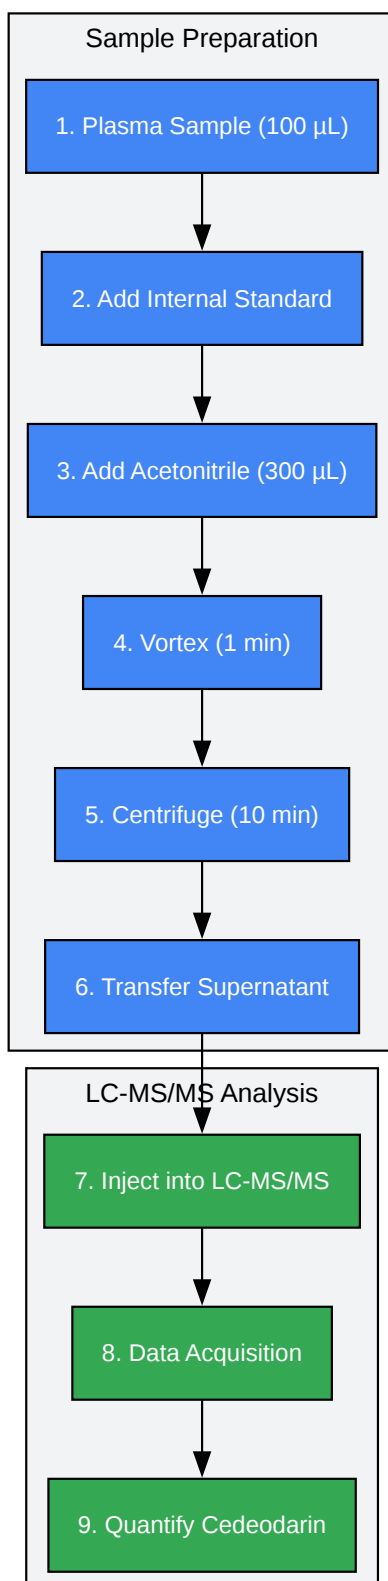 Sample Preparation
1. Plasma Sample (100 µL)
2. Add Internal Standard
3. Add Acetonitrile (300 µL)
4. Vortex (1 min)
5. Centrifuge (10 min)
6. Transfer Supernatant
LC-MS/MS Analysis
7. Inject into LC-MS/MS
8. Data Acquisition
9. Quantify Cedeodarin